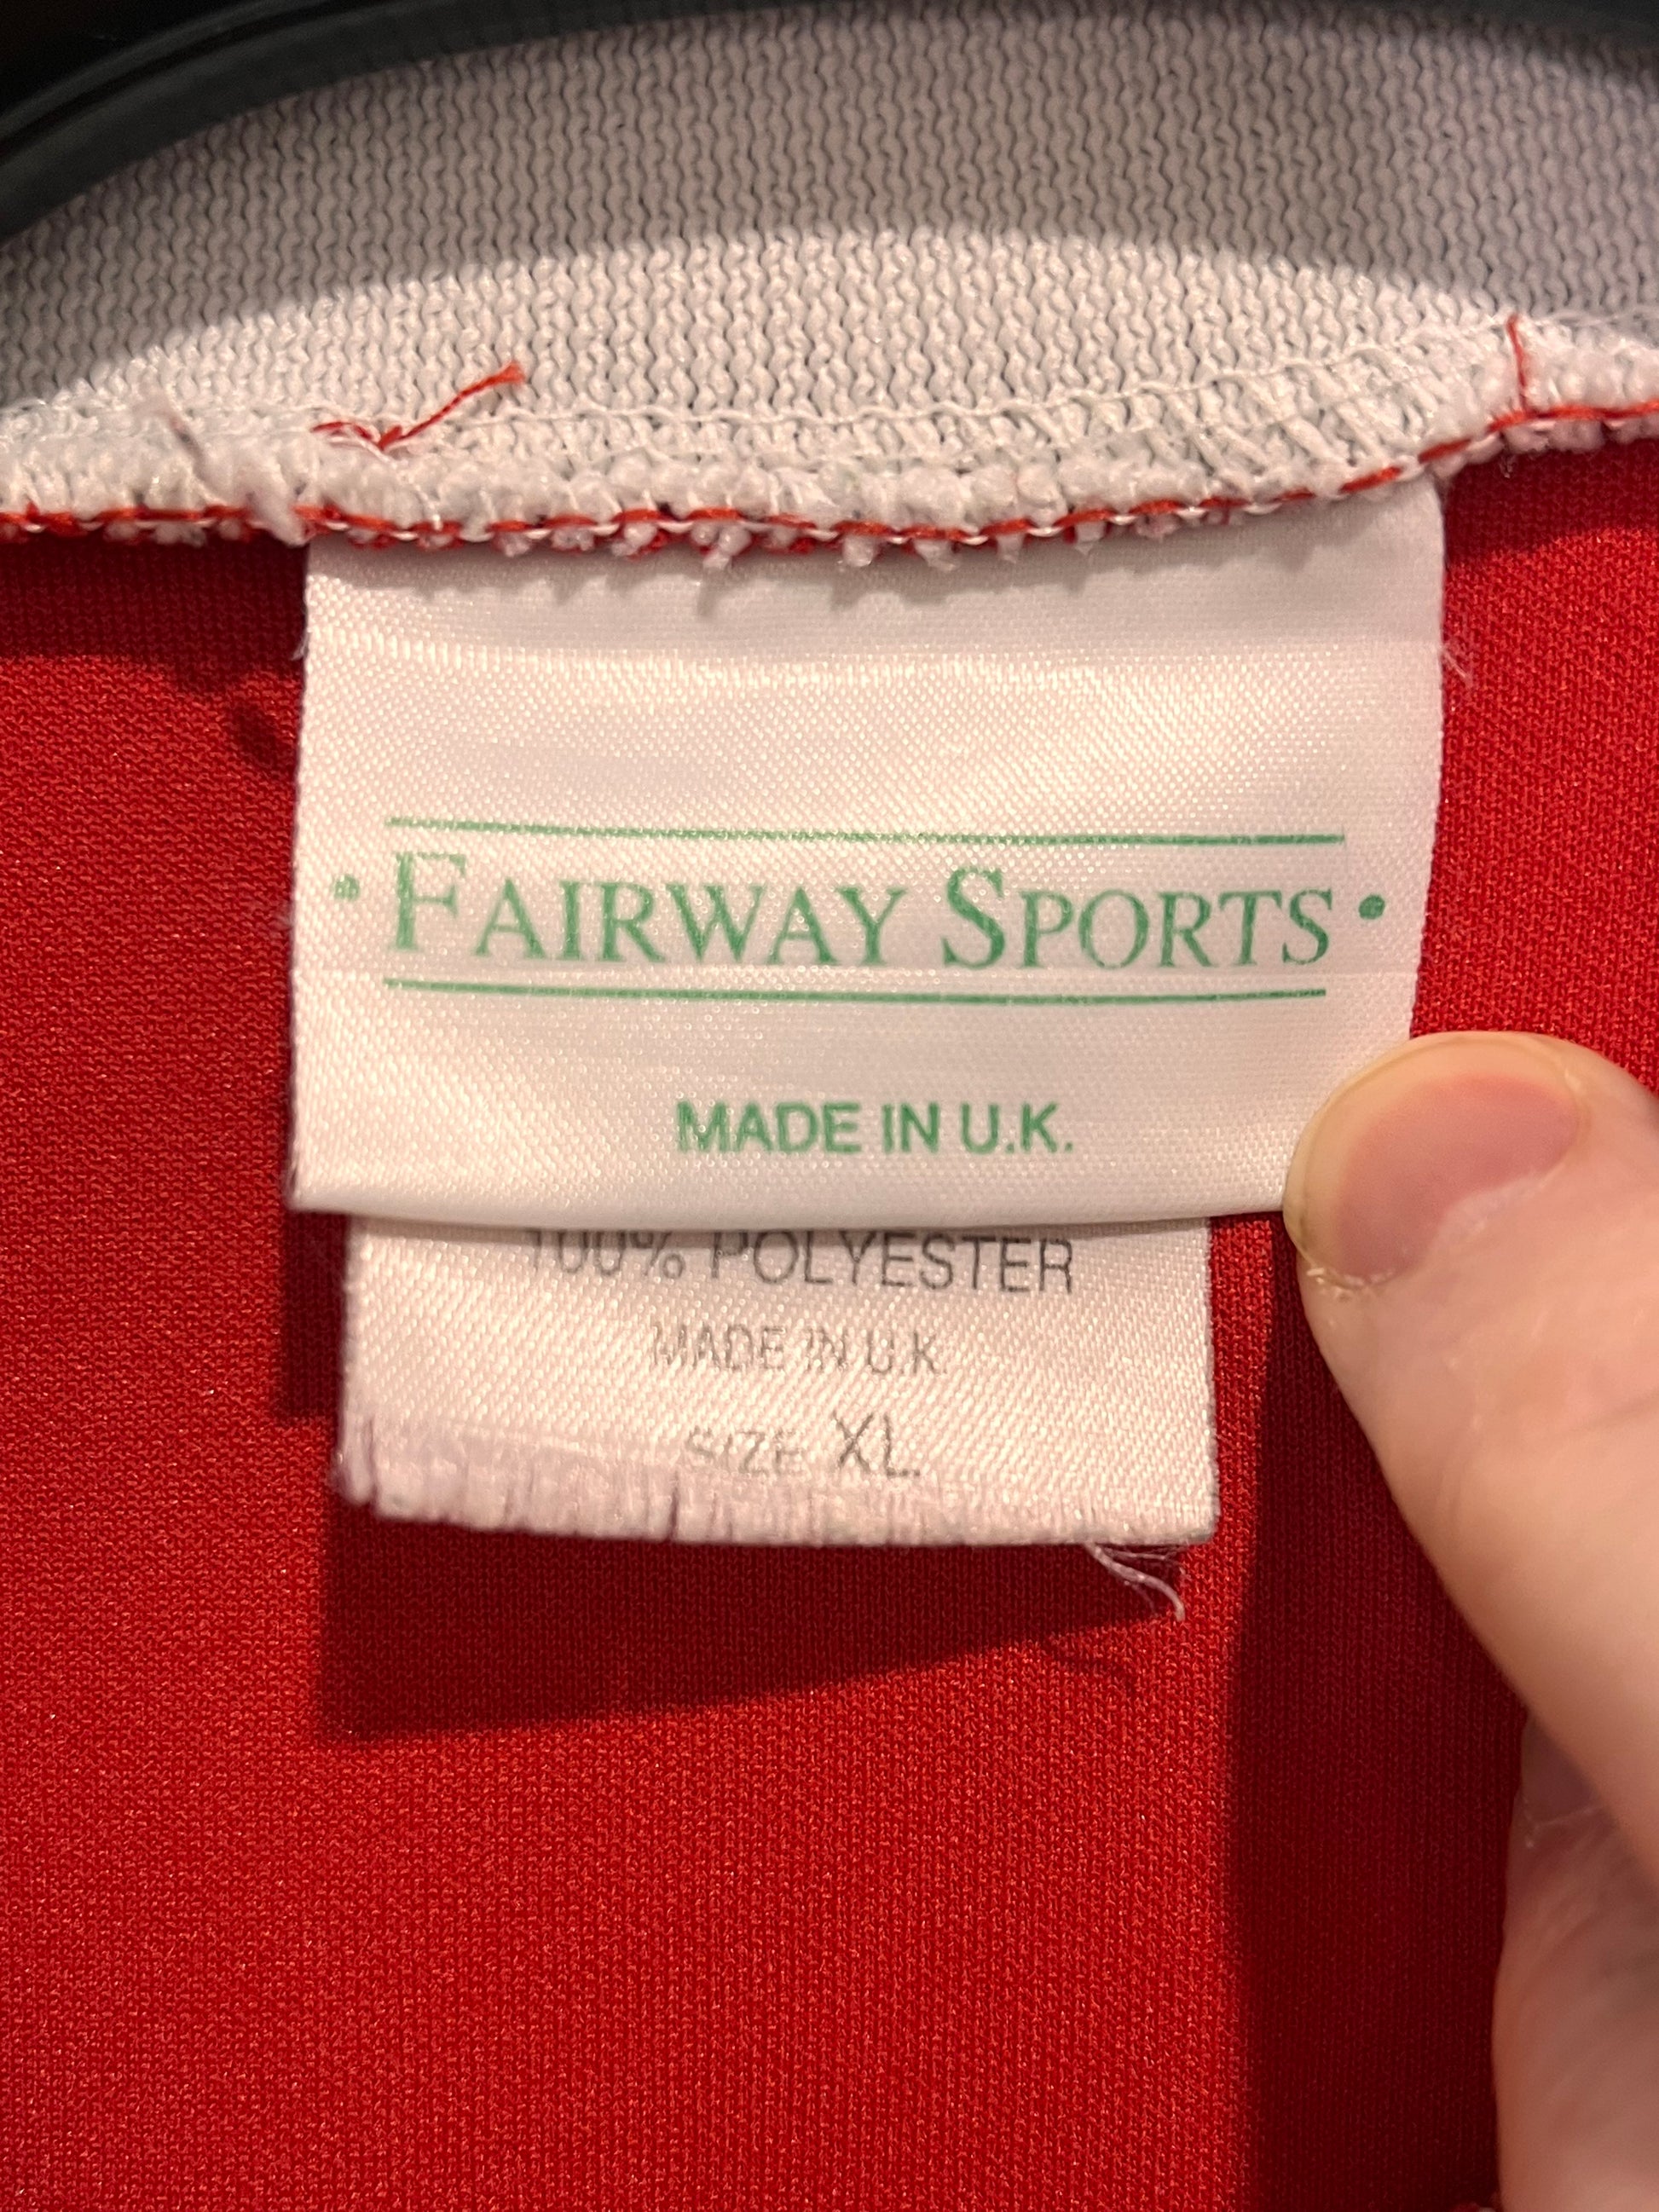 • FAIRWAY SPORTS •
MADE IN U.K.
100% POLYESTER
MADE IN U.K.
SIZE XL